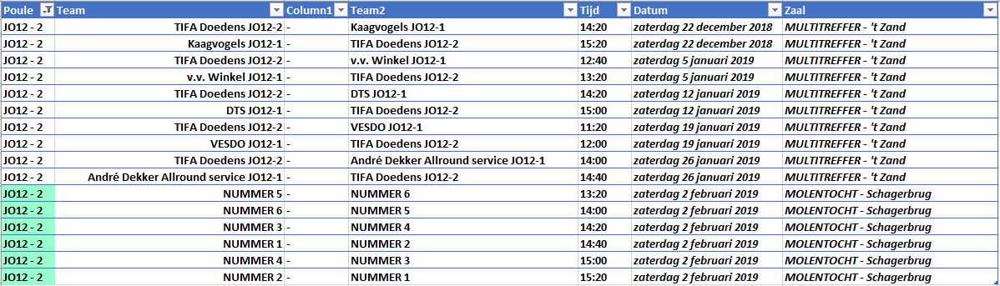 Poule Team Column1 Team2 Tijd Datum Zaal
JO12 - 2 TIFA Doedens JO12-2 - Kaagvogels JO12-1 14:20 zaterdag 22 december 2018 MULTITREFFER - 't Zand
JO12 - 2 Kaagvogels JO12-1 - TIFA Doedens JO12-2 15:20 zaterdag 22 december 2018 MULTITREFFER - 't Zand
JO12 - 2 TIFA Doedens JO12-2 - v.v. Winkel JO12-1 12:40 zaterdag 5 januari 2019 MULTITREFFER - 't Zand
JO12 - 2 v.v. Winkel JO12-1 - TIFA Doedens JO12-2 13:20 zaterdag 5 januari 2019 MULTITREFFER - 't Zand
JO12 - 2 TIFA Doedens JO12-2 - DTS JO12-1 14:20 zaterdag 12 januari 2019 MULTITREFFER - 't Zand
JO12 - 2 DTS JO12-1 - TIFA Doedens JO12-2 15:00 zaterdag 12 januari 2019 MULTITREFFER - 't Zand
JO12 - 2 TIFA Doedens JO12-2 - VESDO JO12-1 11:20 zaterdag 19 januari 2019 MULTITREFFER - 't Zand
JO12 - 2 VESDO JO12-1 - TIFA Doedens JO12-2 12:00 zaterdag 19 januari 2019 MULTITREFFER - 't Zand
JO12 - 2 TIFA Doedens JO12-2 - André Dekker Allround service JO12-1 14:00 zaterdag 26 januari 2019 MULTITREFFER - 't Zand
JO12 - 2 André Dekker Allround service JO12-1 - TIFA Doedens JO12-2 14:40 zaterdag 26 januari 2019 MULTITREFFER - 't Zand
JO12 - 2 NUMMER 5 - NUMMER 6 13:20 zaterdag 2 februari 2019 MOLENTOCHT - Schagerbrug
JO12 - 2 NUMMER 6 - NUMMER 5 14:00 zaterdag 2 februari 2019 MOLENTOCHT - Schagerbrug
JO12 - 2 NUMMER 3 - NUMMER 4 14:20 zaterdag 2 februari 2019 MOLENTOCHT - Schagerbrug
JO12 - 2 NUMMER 1 - NUMMER 2 14:40 zaterdag 2 februari 2019 MOLENTOCHT - Schagerbrug
JO12 - 2 NUMMER 4 - NUMMER 3 15:00 zaterdag 2 februari 2019 MOLENTOCHT - Schagerbrug
JO12 - 2 NUMMER 2 - NUMMER 1 15:20 zaterdag 2 februari 2019 MOLENTOCHT - Schagerbrug